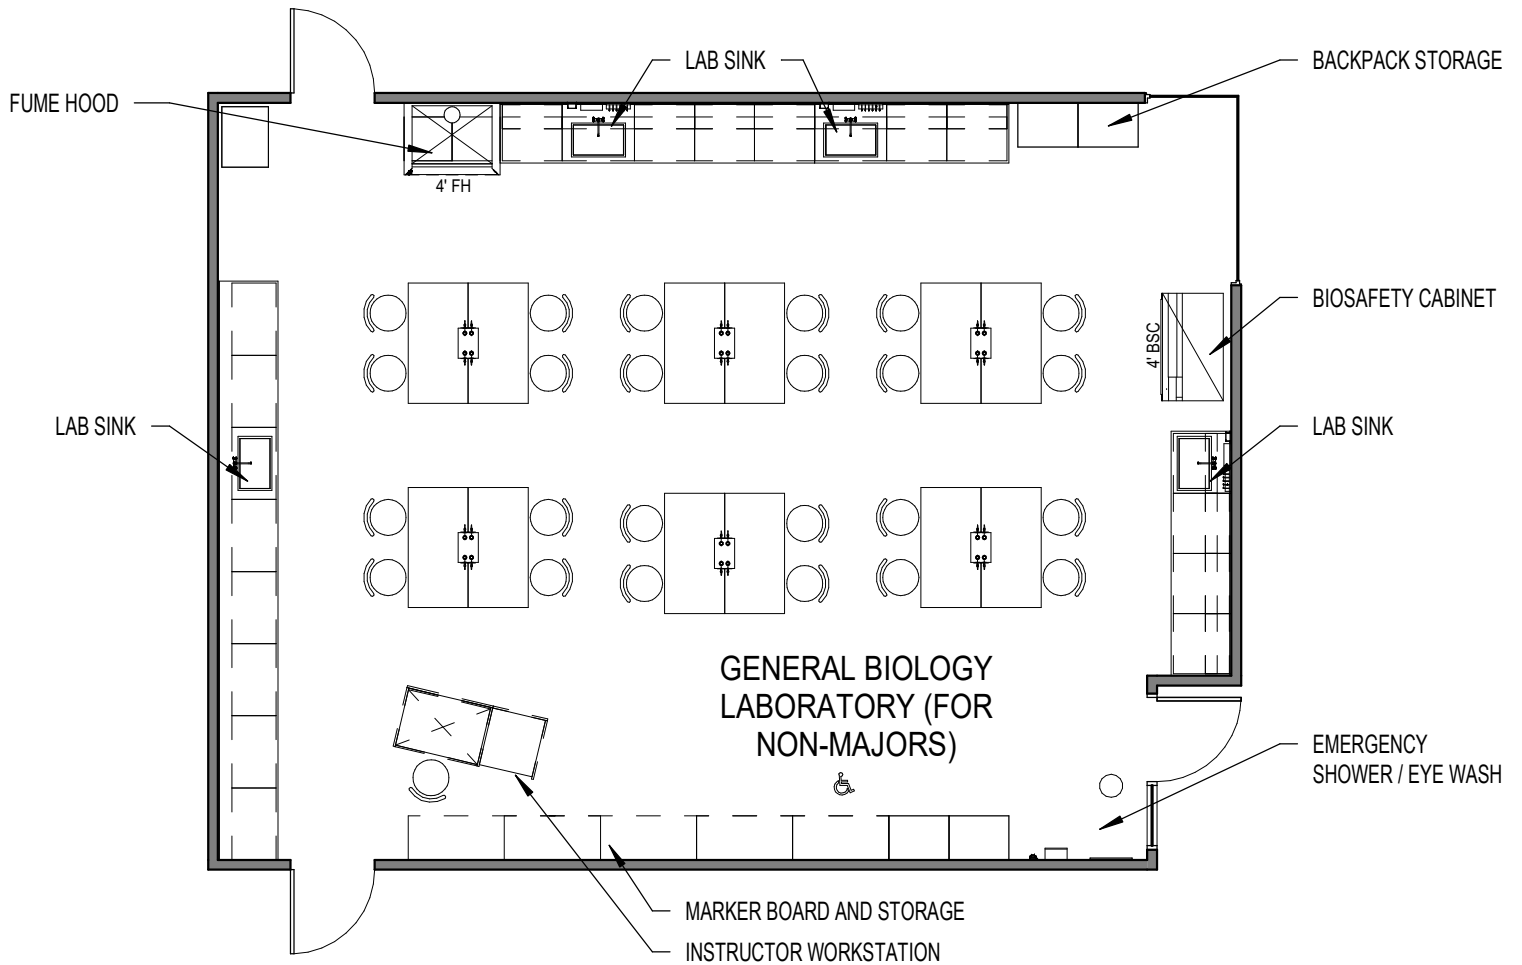 LAB SINK
BACKPACK STORAGE
FUME HOOD
4' FH
BIOSAFETY CABINET
4' BSC
LAB SINK
LAB SINK
GENERAL BIOLOGY
LABORATORY (FOR
NON-MAJORS)
EMERGENCY
SHOWER / EYE WASH
MARKER BOARD AND STORAGE
INSTRUCTOR WORKSTATION